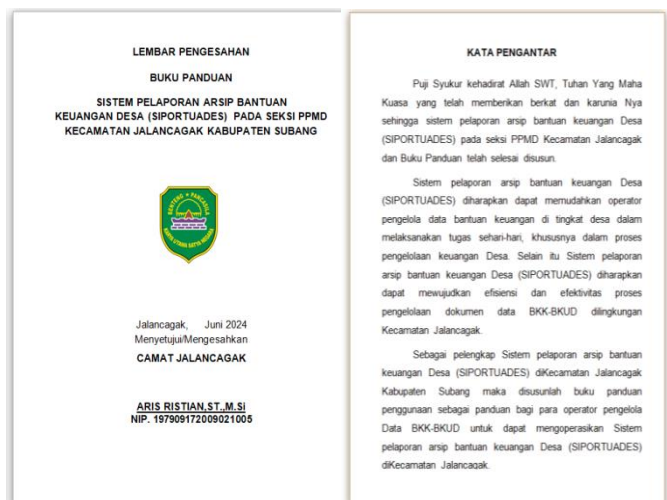 LEMBAR PENGESAHAN
BUKU PANDUAN
SISTEM PELAPORAN ARSIP BANTUAN
KEUANGAN DESA (SIPORTUADES) PADA SEKSI PPMD
KECAMATAN JALANCAGAK KABUPATEN SUBANG
BENTENG PANCASILA
KARYA UTAMA SATYA NEGARA
Jalancagak, Juni 2024
Menyetujui/Mengesahkan
CAMAT JALANCAGAK
ARIS RISTIAN,ST.,M.Si
NIP. 197909172009021005
KATA PENGANTAR
Puji Syukur kehadirat Allah SWT, Tuhan Yang Maha
Kuasa yang telah memberikan berkat dan karunia Nya
sehingga sistem pelaporan arsip bantuan keuangan Desa
(SIPORTUADES) pada seksi PPMD Kecamatan Jalancagak
dan Buku Panduan telah selesai disusun.
Sistem pelaporan arsip bantuan keuangan Desa
(SIPORTUADES) diharapkan dapat memudahkan operator
pengelola data bantuan keuangan di tingkat desa dalam
melaksanakan tugas sehari-hari, khususnya dalam proses
pengelolaan keuangan Desa. Selain itu Sistem pelaporan
arsip bantuan keuangan Desa (SIPORTUADES) diharapkan
dapat mewujudkan efisiensi dan efektivitas proses
pengelolaan dokumen data BKK-BKUD dilingkungan
Kecamatan Jalancagak.
Sebagai pelengkap Sistem pelaporan arsip bantuan
keuangan Desa (SIPORTUADES) diKecamatan Jalancagak
Kabupaten Subang maka disusunlah buku panduan
penggunaan sebagai panduan bagi para operator pengelola
Data BKK-BKUD untuk dapat mengoperasikan Sistem
pelaporan arsip bantuan keuangan Desa (SIPORTUADES)
diKecamatan Jalancagak.